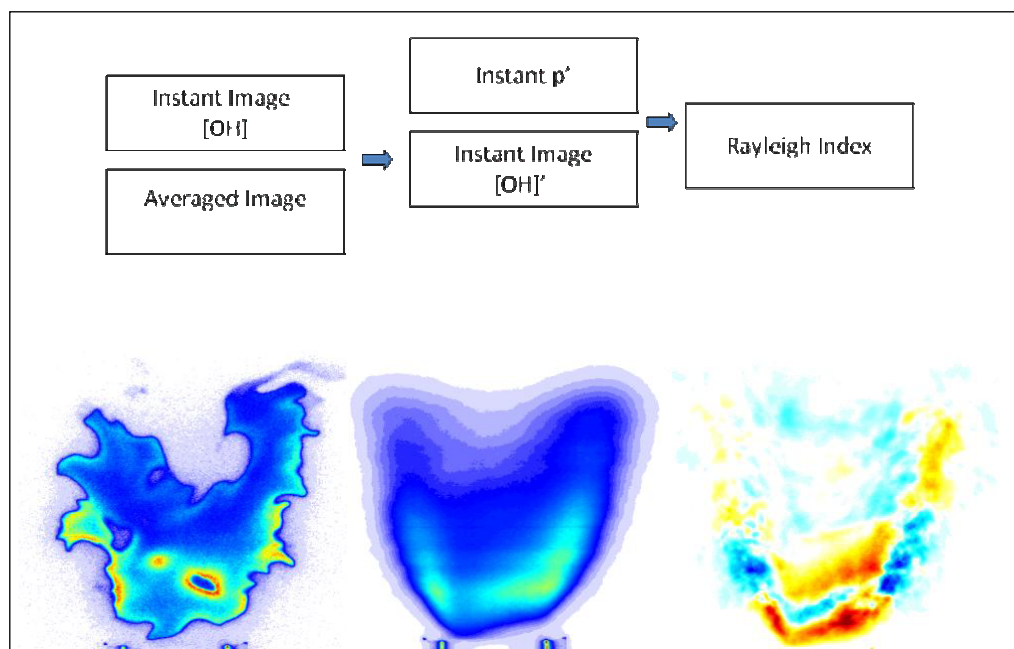 Instant Image
[OH]
Averaged Image
Instant p'
Instant Image
[OH]'
Rayleigh Index